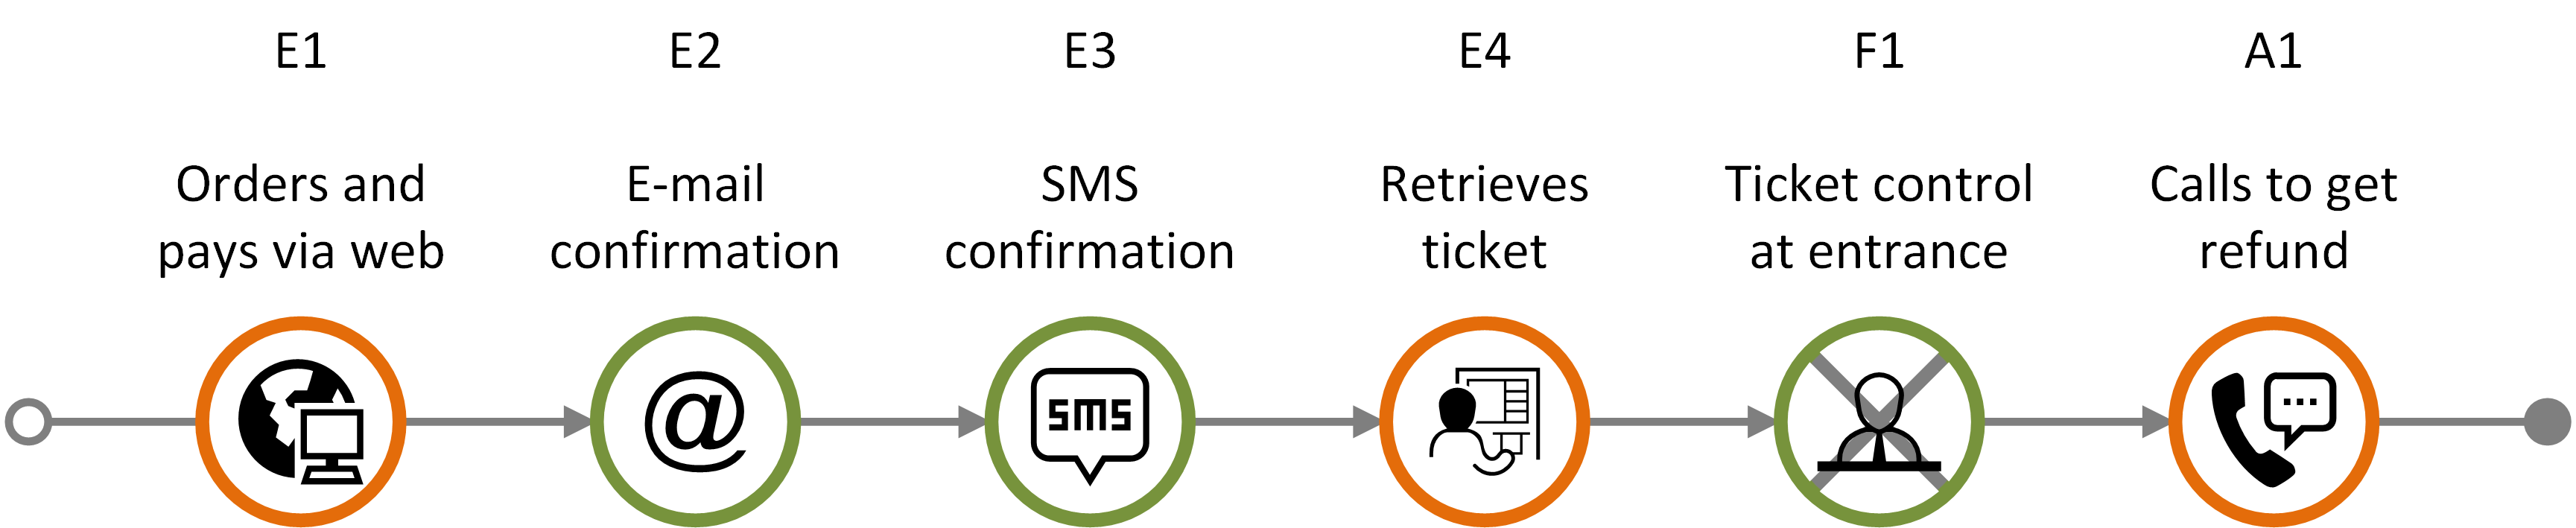 E1 E2 E3 E4 F1 A1
Orders and
pays via web
E-mail
confirmation
SMS
confirmation
Retrieves
ticket
Ticket control
at entrance
Calls to get
refund
@
SMS